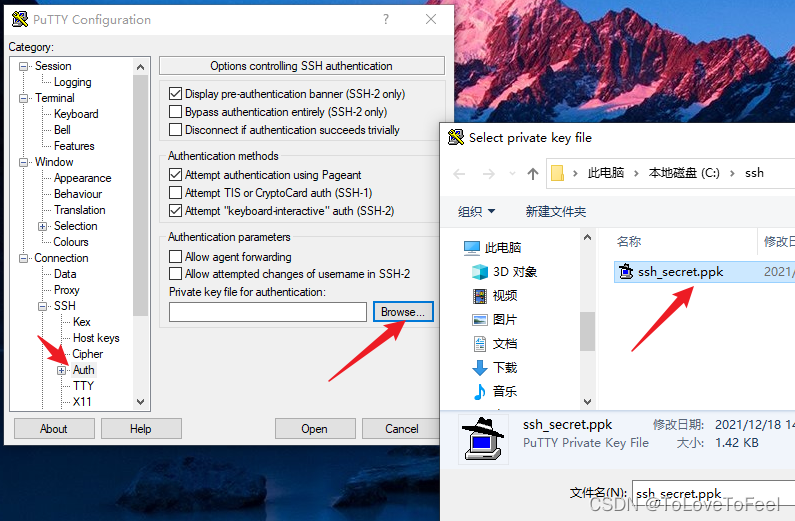 PuTTY Configuration
?
Category:
Session
Logging
Terminal
Keyboard
Bell
Features
Window
Appearance
Behaviour
Translation
Selection
Colours
Connection
Data
Proxy
SSH
Kex
Host keys
Cipher
Auth
TTY
X11
Options controlling SSH authentication
Display pre-authentication banner (SSH-2 only)
Bypass authentication entirely (SSH-2 only)
Disconnect if authentication succeeds trivially
Authentication methods
Attempt authentication using Pageant
Attempt TIS or CryptoCard auth (SSH-1)
Attempt "keyboard-interactive" auth (SSH-2)
Authentication parameters
Allow agent forwarding
Allow attempted changes of username in SSH-2
Private key file for authentication:
Browse...
About
Help
Open
Cancel
Select private key file
此电脑 > 本地磁盘 (C:) > ssh
组织
新建文件夹
此电脑
3D 对象
视频
图片
文档
下载
音乐
名称
修改日
ssh_secret.ppk
2021/
ssh_secret.ppk
修改日期: 2021/12/18 14
PuTTY Private Key File
大小: 1.42 KB
文件名(N): ssh_secret.ppk
CSDN @ToLoveToFeel